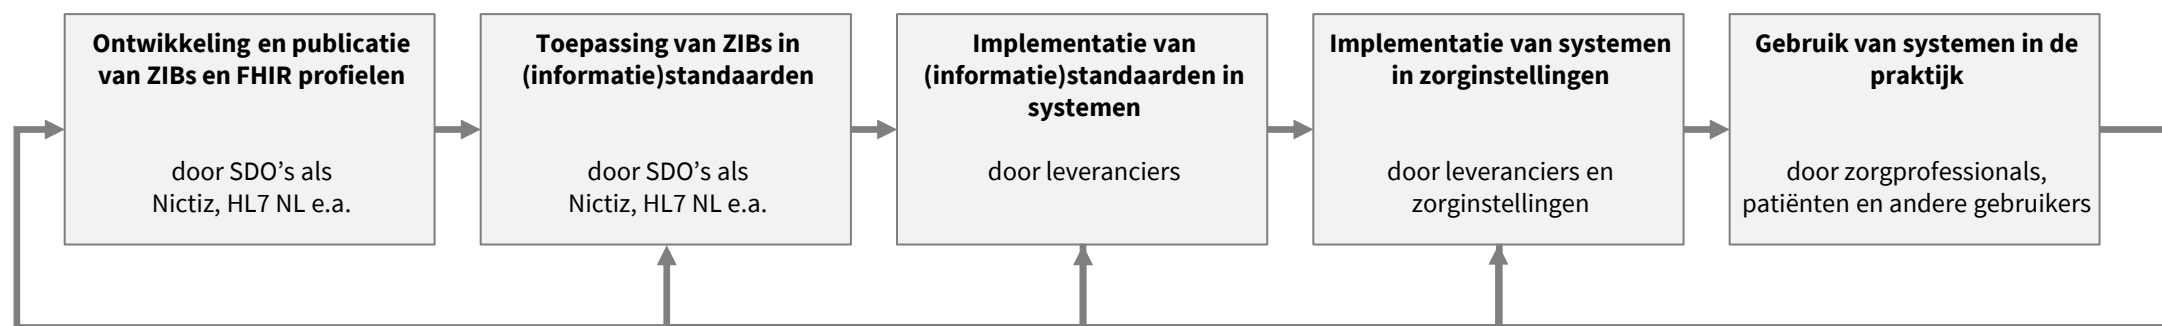 Ontwikkeling en publicatie
van ZIBs en FHIR profielen
door SDO's als
Nictiz, HL7 NL e.a.
Toepassing van ZIBs in
(informatie)standaarden
door SDO's als
Nictiz, HL7 NL e.a.
Implementatie van
(informatie)standaarden in
systemen
door leveranciers
Implementatie van systemen
in zorginstellingen
door leveranciers en
zorginstellingen
Gebruik van systemen in de
praktijk
door zorgprofessionals,
patiënten en andere gebruikers